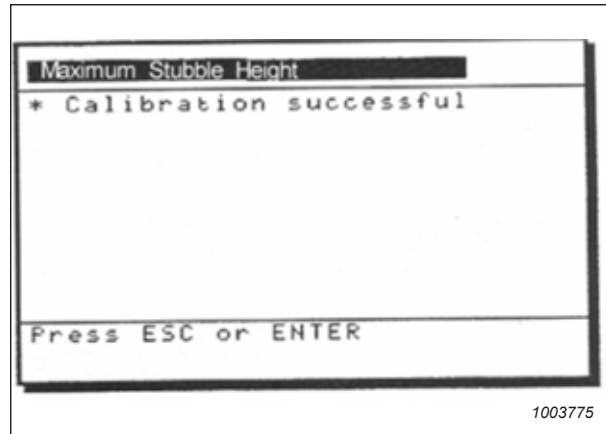 Maximum Stubble Height
* Calibration successful
Press ESC or ENTER
1003775